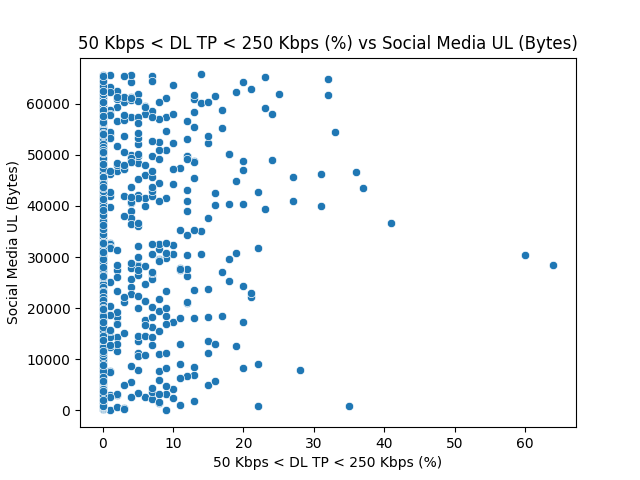 50 Kbps < DL TP < 250 Kbps (%) vs Social Media UL (Bytes)
Social Media UL (Bytes)
60000
50000
40000
30000
20000
10000
0
0 10 20 30 40 50 60
50 Kbps < DL TP < 250 Kbps (%)